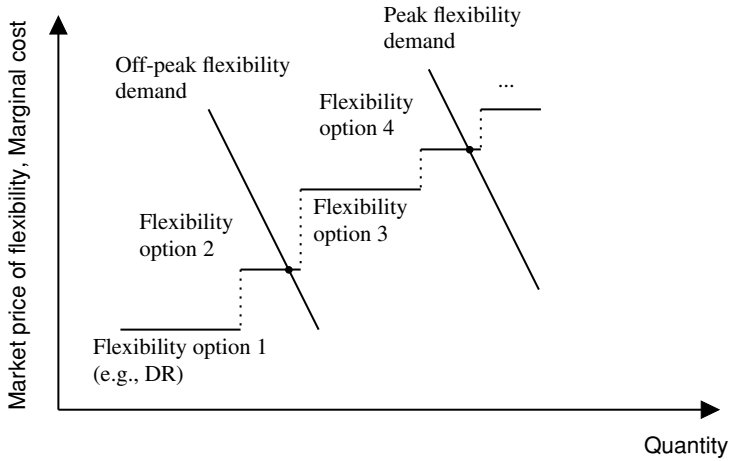 Market price of flexibility, Marginal cost
Peak flexibility
demand
Off-peak flexibility
demand
...
Flexibility
option 4
Flexibility
option 3
Flexibility
option 2
Flexibility option 1
(e.g., DR)
Quantity